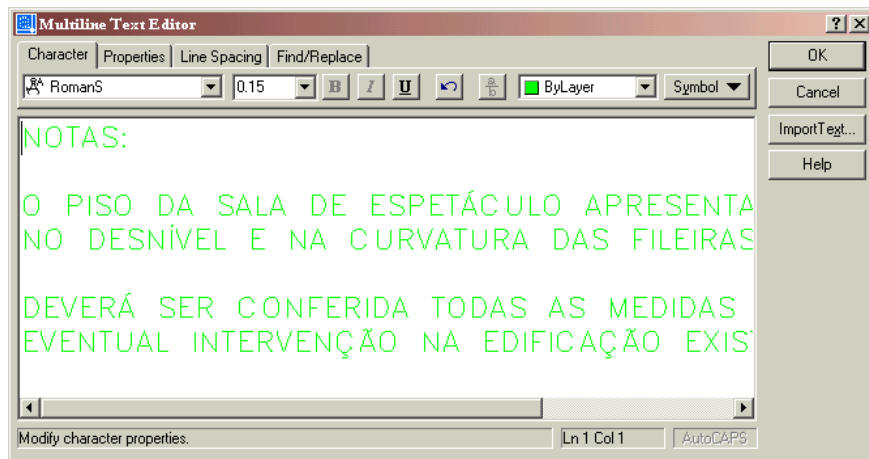 Multiline Text Editor
Character Properties Line Spacing Find/Replace
RomanS 0.15 B I U a/b ByLayer Symbol
OK
Cancel
ImportText...
Help
NOTAS:
O PISO DA SALA DE ESPETÁCULO APRESENTA
NO DESNÍVEL E NA CURVATURA DAS FILEIRAS
DEVERÁ SER CONFERIDA TODAS AS MEDIDAS
EVENTUAL INTERVENÇÃO NA EDIFICAÇÃO
Modify character properties. Ln 1 Col 1 AutoCAPS